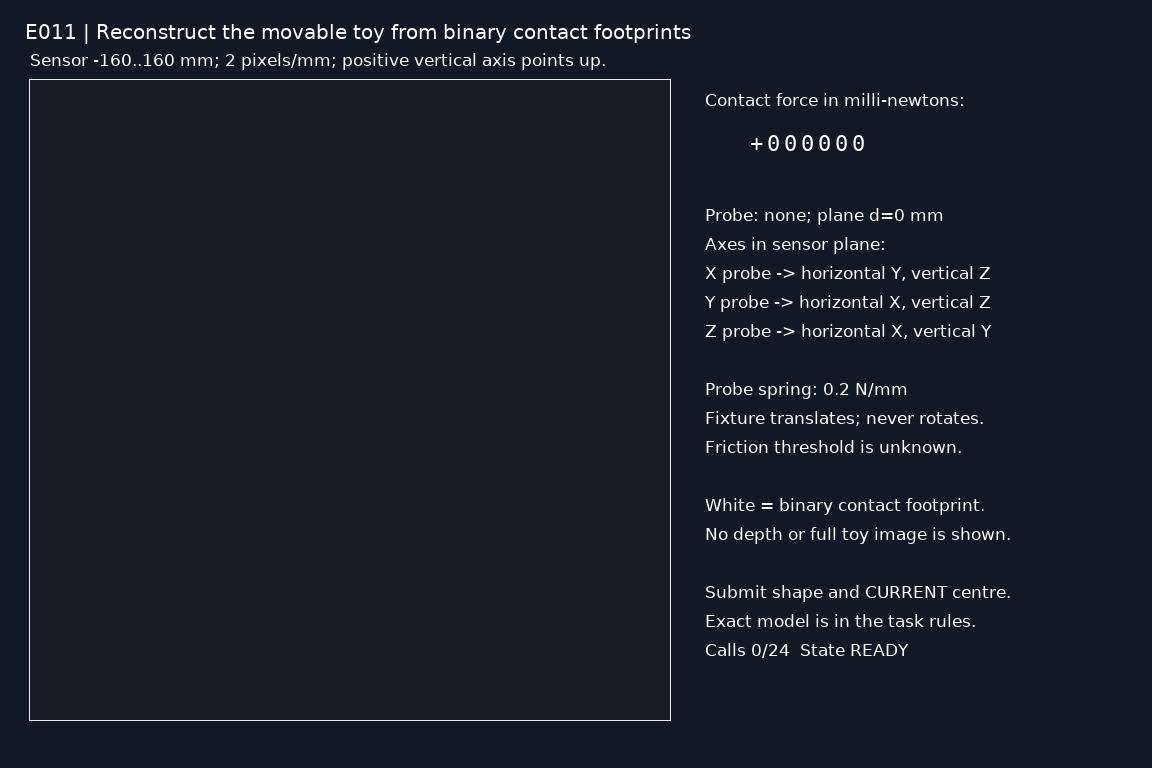 E011 | Reconstruct the movable toy from binary contact footprints
Sensor -160..160 mm; 2 pixels/mm; positive vertical axis points up.
Contact force in milli-newtons:
+000000
Probe: none; plane d=0 mm
Axes in sensor plane:
X probe -> horizontal Y, vertical Z
Y probe -> horizontal X, vertical Z
Z probe -> horizontal X, vertical Y
Probe spring: 0.2 N/mm
Fixture translates; never rotates.
Friction threshold is unknown.
White = binary contact footprint.
No depth or full toy image is shown.
Submit shape and CURRENT centre.
Exact model is in the task rules.
Calls 0/24  State READY